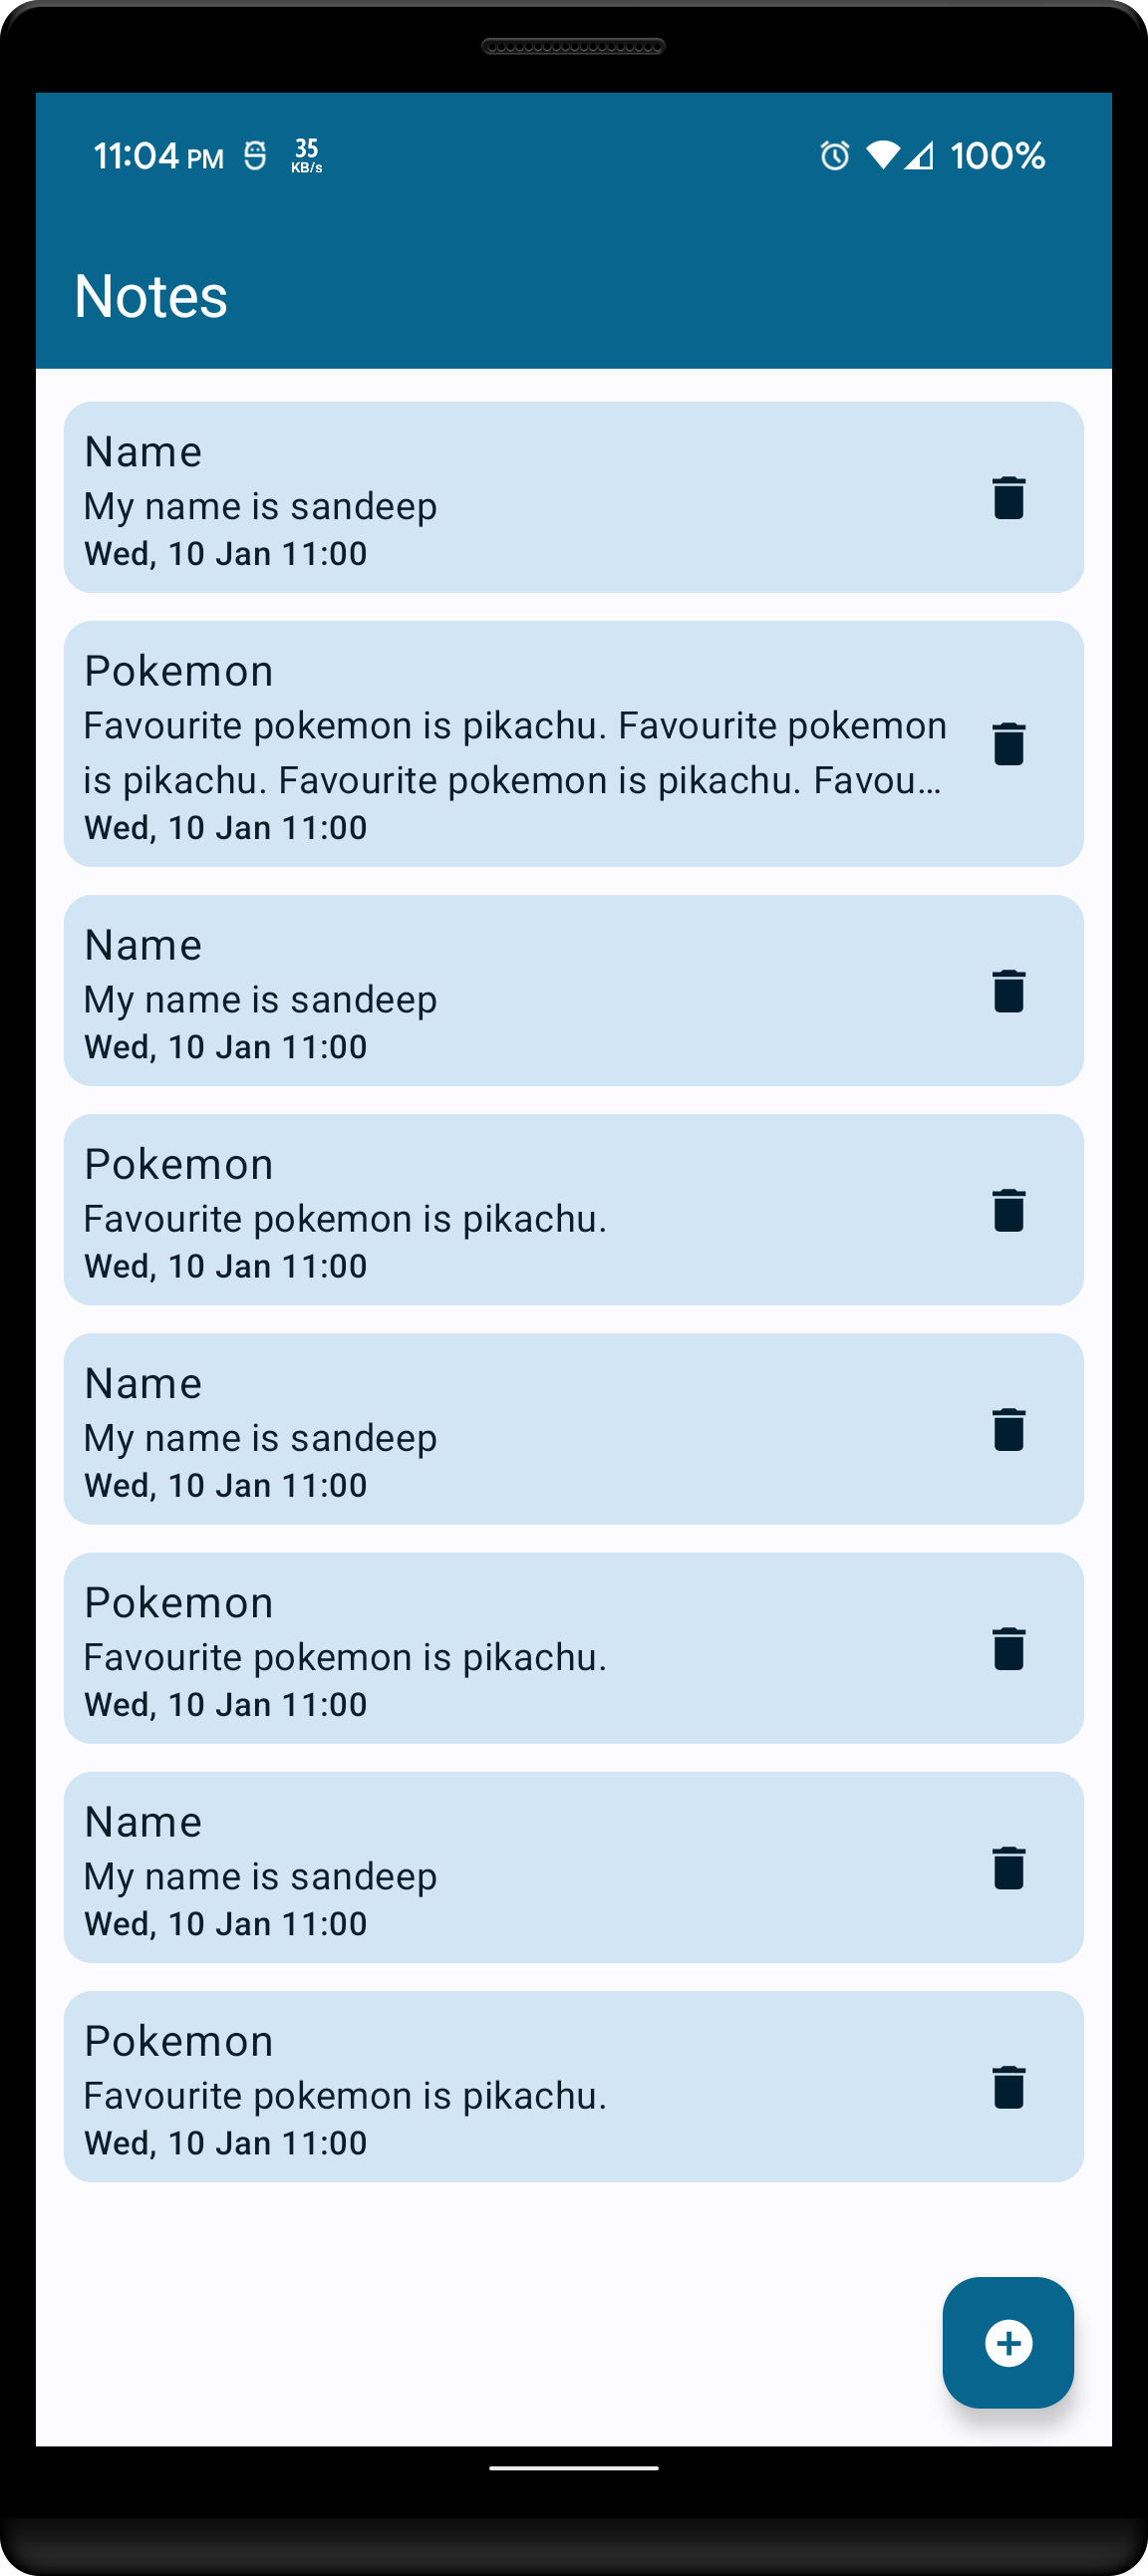 11:04 PM 35 KB/s 100%
Notes
Name
My name is sandeep
Wed, 10 Jan 11:00
Pokemon
Favourite pokemon is pikachu. Favourite pokemon
is pikachu. Favourite pokemon is pikachu. Favou...
Wed, 10 Jan 11:00
Name
My name is sandeep
Wed, 10 Jan 11:00
Pokemon
Favourite pokemon is pikachu.
Wed, 10 Jan 11:00
Name
My name is sandeep
Wed, 10 Jan 11:00
Pokemon
Favourite pokemon is pikachu.
Wed, 10 Jan 11:00
Name
My name is sandeep
Wed, 10 Jan 11:00
Pokemon
Favourite pokemon is pikachu.
Wed, 10 Jan 11:00